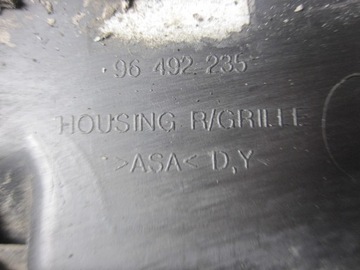 96 492 235
HOUSING R/GRILLE
>ASA< D,Y